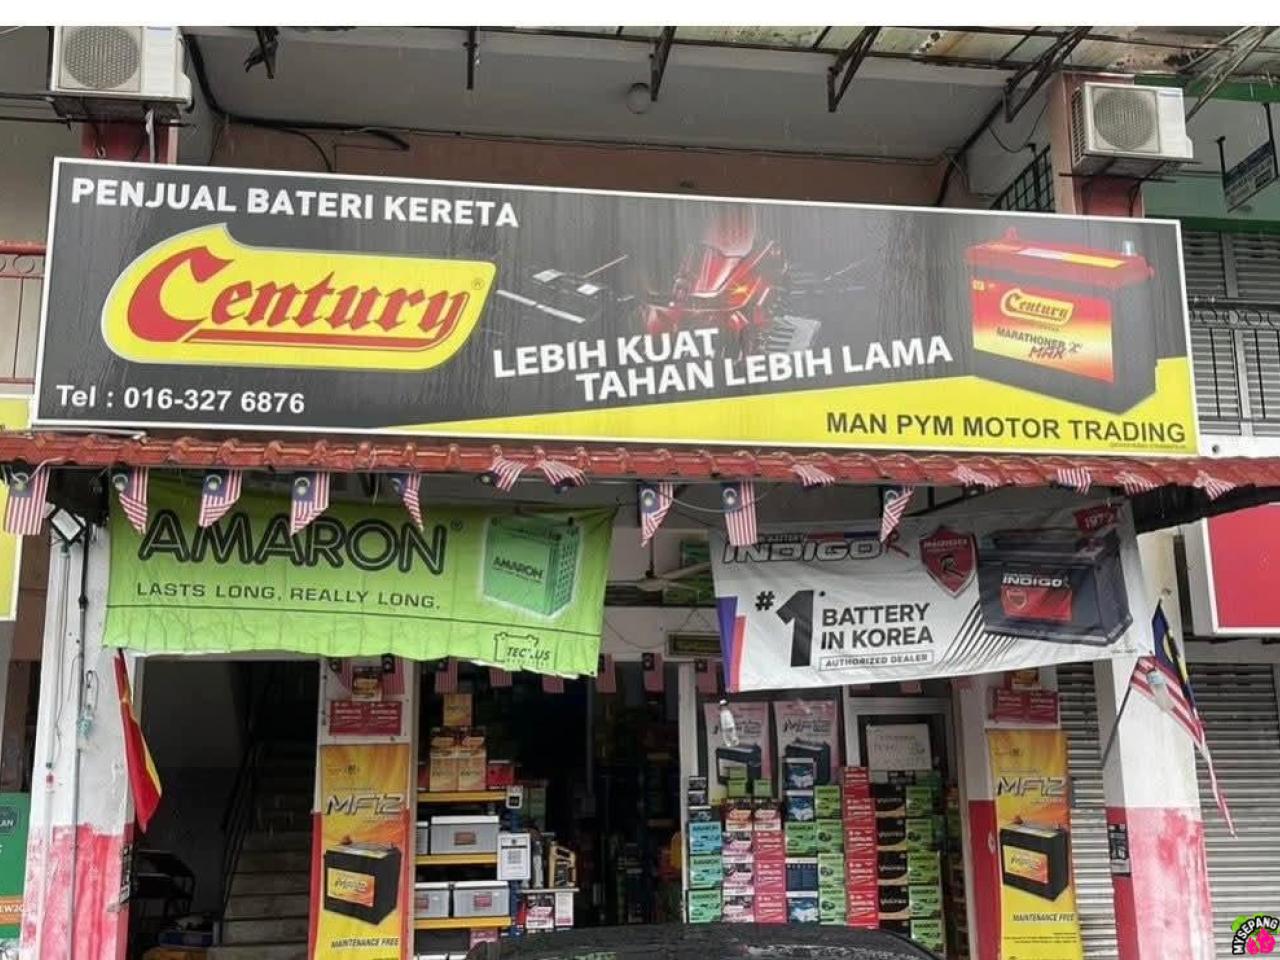 PENJUAL BATERI KERETA
Century®
LEBIH KUAT
TAHAN LEBIH LAMA
Century
MARATHONER
MAX
Tel : 016-327 6876
MAN PYM MOTOR TRADING
AMARON®
AMARON
LASTS LONG, REALLY LONG.
INDIGO
#1 BATTERY
IN KOREA
AUTHORIZED DEALER
INDIGO
MF12
MAINTENANCE FREE
MF12
MAINTENANCE FREE
AMARON
MYSEPANG